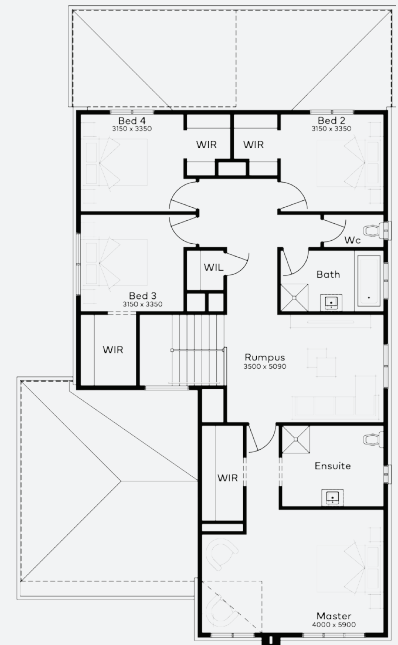 Bed 4
3150 x 3350
Bed 2
3150 x 3350
WIR
WIR
Wc
WIL
Bath
Bed 3
3150 x 3350
WIR
Rumpus
3500 x 5090
WIR
Ensuite
Master
4000 x 5900